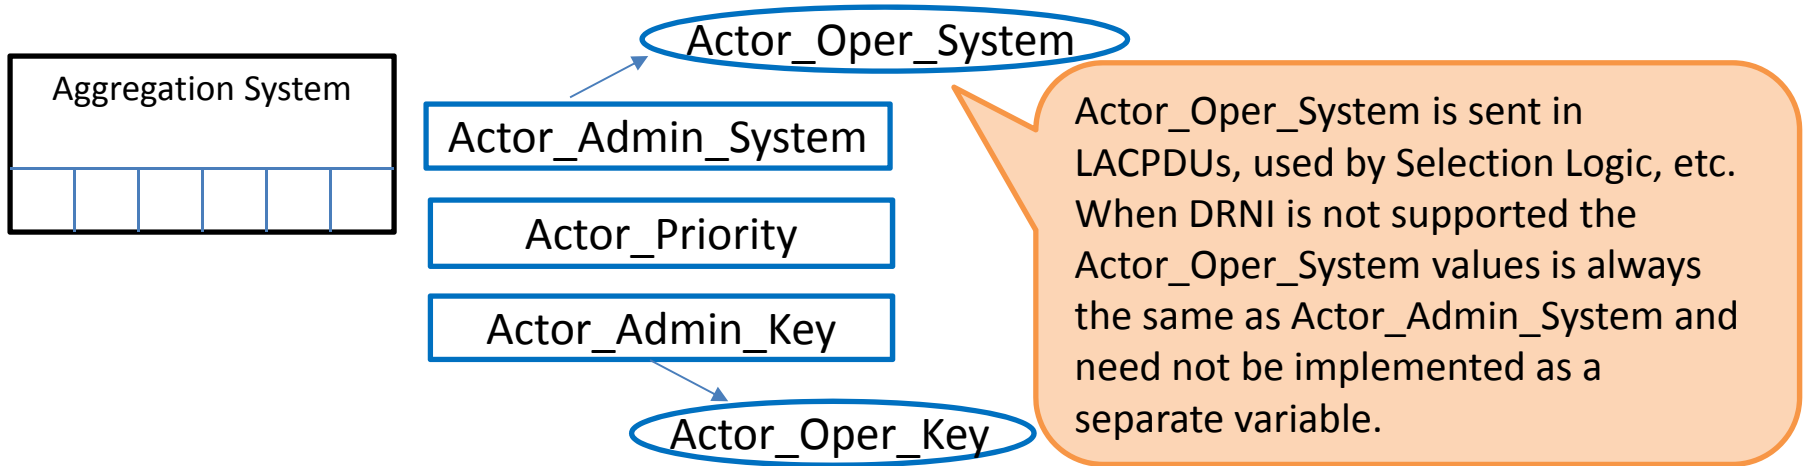 Actor_Oper_System
Aggregation System
Actor_Admin_System
Actor_Priority
Actor_Admin_Key
Actor_Oper_Key
Actor_Oper_System is sent in
LACPDUs, used by Selection Logic, etc.
When DRNI is not supported the
Actor_Oper_System values is always
the same as Actor_Admin_System and
need not be implemented as a
separate variable.